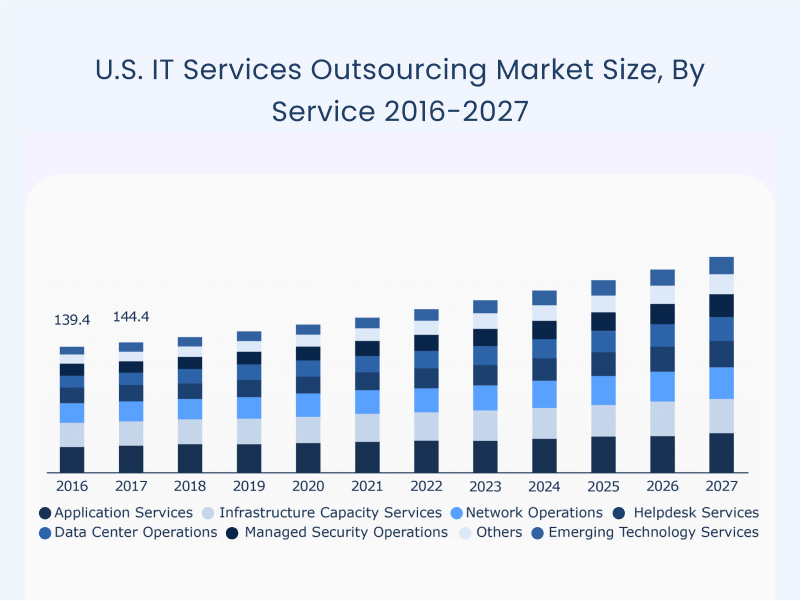 U.S. IT Services Outsourcing Market Size, By
Service 2016-2027
139.4 144.4
2016 2017 2018 2019 2020 2021 2022 2023 2024 2025 2026 2027
Application Services Infrastructure Capacity Services Network Operations Helpdesk Services
Data Center Operations Managed Security Operations Others Emerging Technology Services